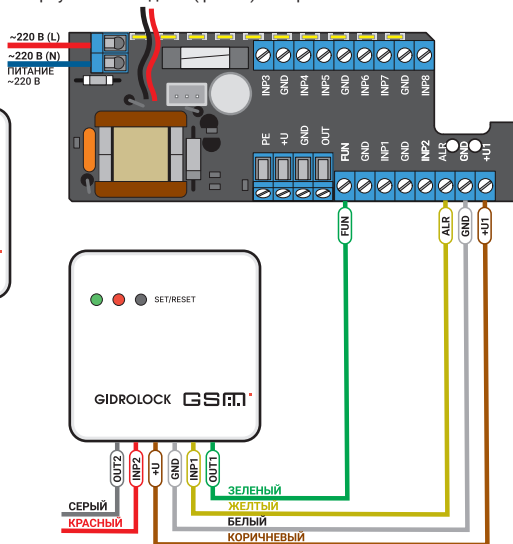 ~220 В (L)
~220 В (N)
ПИТАНИЕ
~220 В
INP3 GND INP4 INP5 GND INP6 INP7 GND INP8
PE +U GND OUT FUN GND INP1 GND INP2 ALR GND +U1
FUN ALR GND +U1
SET/RESET
GIDROLOCK GSM
OUT2 INP2 +U GND INP1 OUT1
ЗЕЛЕНЫЙ
СЕРЫЙ
ЖЕЛТЫЙ
КРАСНЫЙ
БЕЛЫЙ
КОРИЧНЕВЫЙ